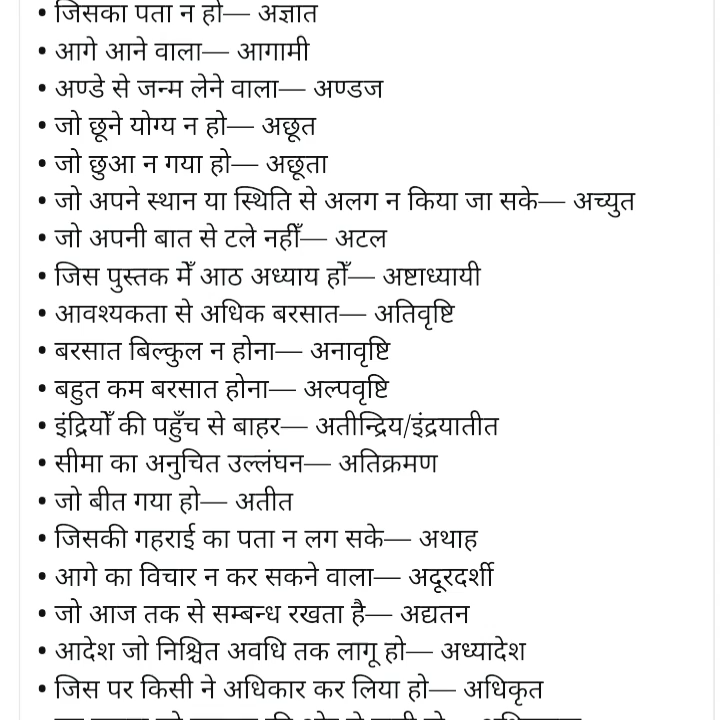 • जिसका पता न हो— अज्ञात
• आगे आने वाला— आगामी
• अण्डे से जन्म लेने वाला— अण्डज
• जो छूने योग्य न हो— अछूत
• जो छुआ न गया हो— अछूता
• जो अपने स्थान या स्थिति से अलग न किया जा सके— अच्युत
• जो अपनी बात से टले नहीँ— अटल
• जिस पुस्तक मेँ आठ अध्याय होँ— अष्टाध्यायी
• आवश्यकता से अधिक बरसात— अतिवृष्टि
• बरसात बिल्कुल न होना— अनावृष्टि
• बहुत कम बरसात होना— अल्पवृष्टि
• इंद्रियोँ की पहुँच से बाहर— अतीन्द्रिय/इंद्रयातीत
• सीमा का अनुचित उल्लंघन— अतिक्रमण
• जो बीत गया हो— अतीत
• जिसकी गहराई का पता न लग सके— अथाह
• आगे का विचार न कर सकने वाला— अदूरदर्शी
• जो आज तक से सम्बन्ध रखता है— अद्यतन
• आदेश जो निश्चित अवधि तक लागू हो— अध्यादेश
• जिस पर किसी ने अधिकार कर लिया हो— अधिकृत